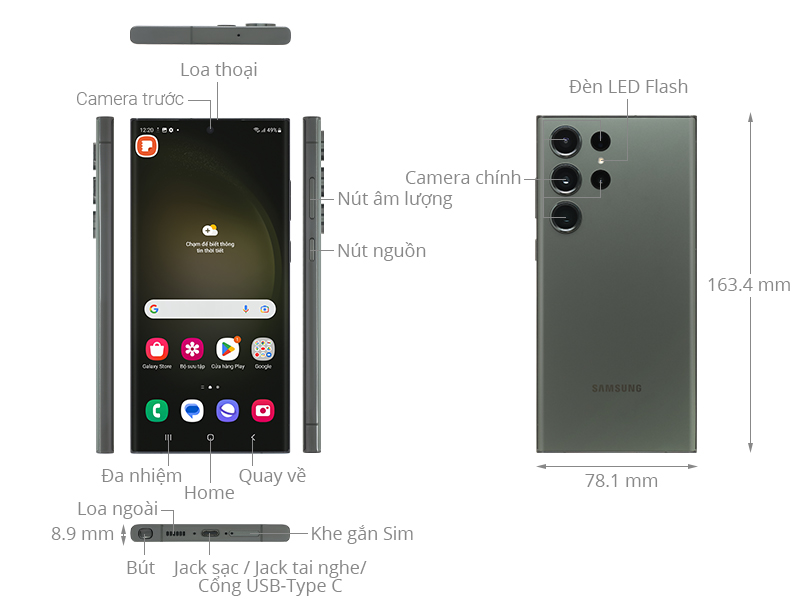 Loa thoại
Camera trước
12:20
49%
Chạm để biết thông
tin thời tiết
G
Galaxy Store
Bộ sưu tập
Cửa hàng Play
Google
Nút âm lượng
Nút nguồn
Đa nhiệm
Home
Quay về
Loa ngoài
8.9 mm
Khe gắn Sim
Bút
Jack sạc / Jack tai nghe/
Cổng USB-Type C
Đèn LED Flash
Camera chính
163.4 mm
SAMSUNG
78.1 mm